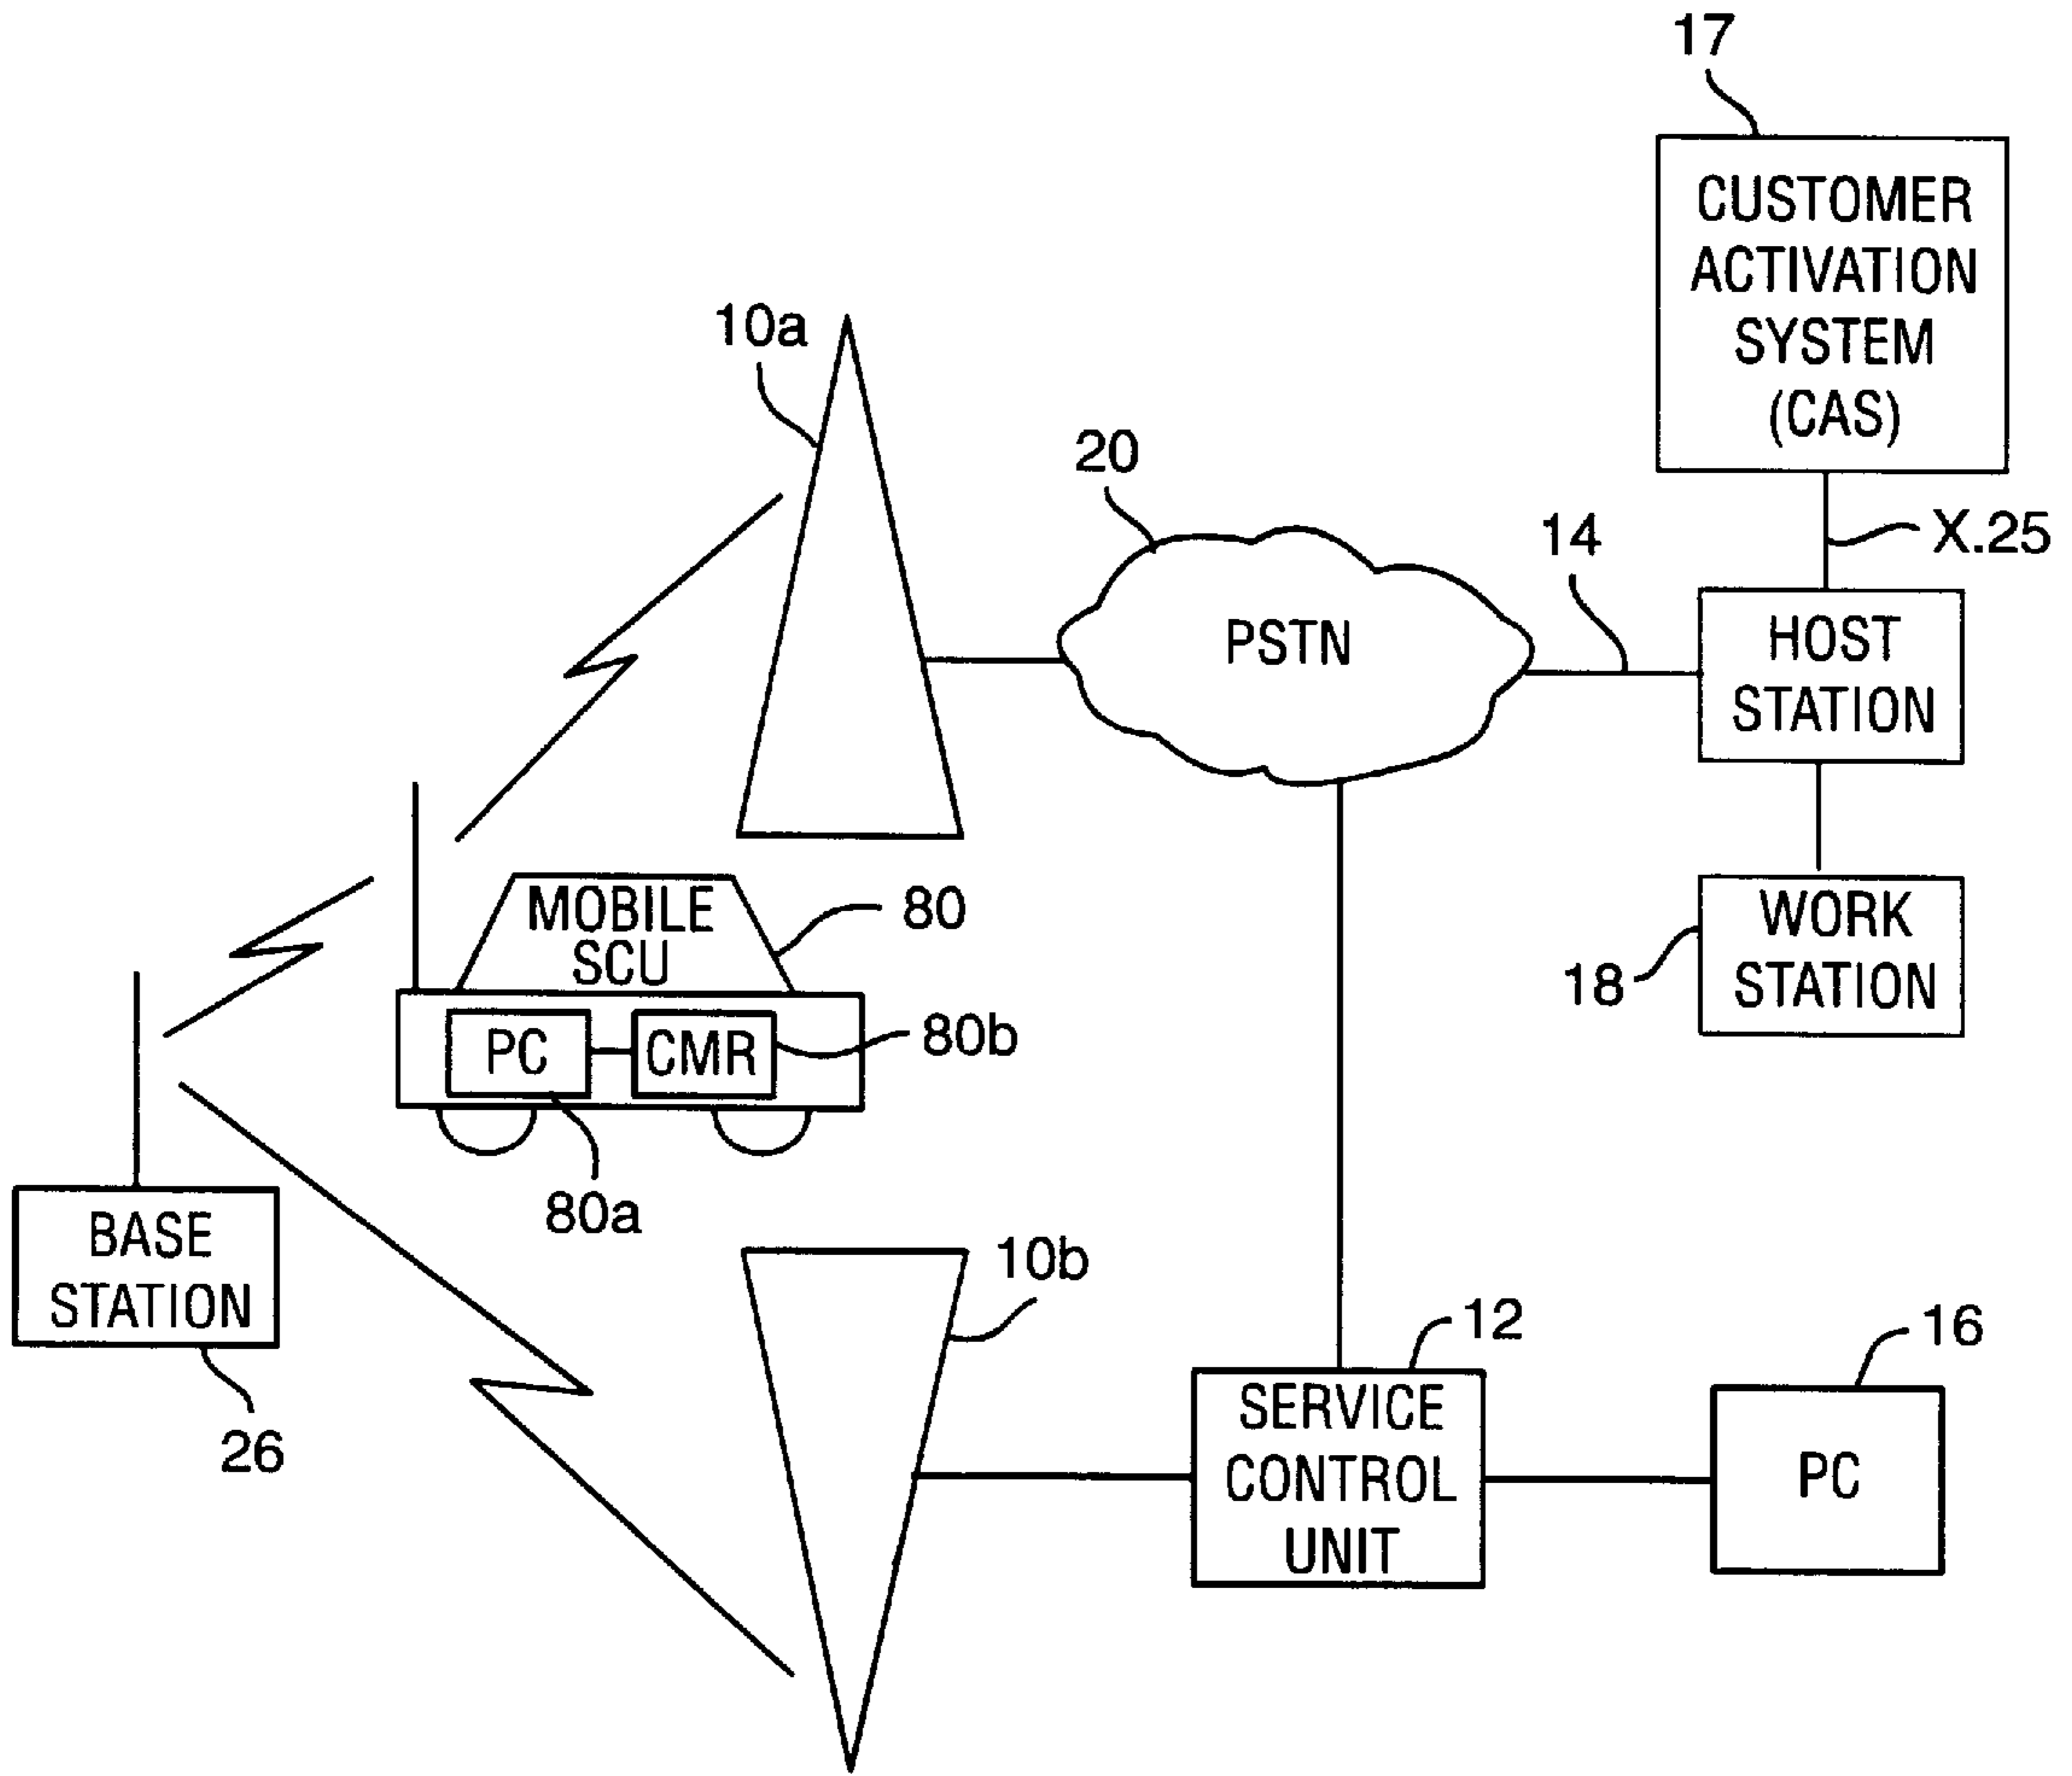 17
CUSTOMER
ACTIVATION
SYSTEM
(CAS)
10a
20
14
X.25
PSTN
HOST
STATION
MOBILE
SCU
80
WORK
STATION
18
PC
CMR
80b
80a
BASE
STATION
26
10b
12
16
SERVICE
CONTROL
UNIT
PC